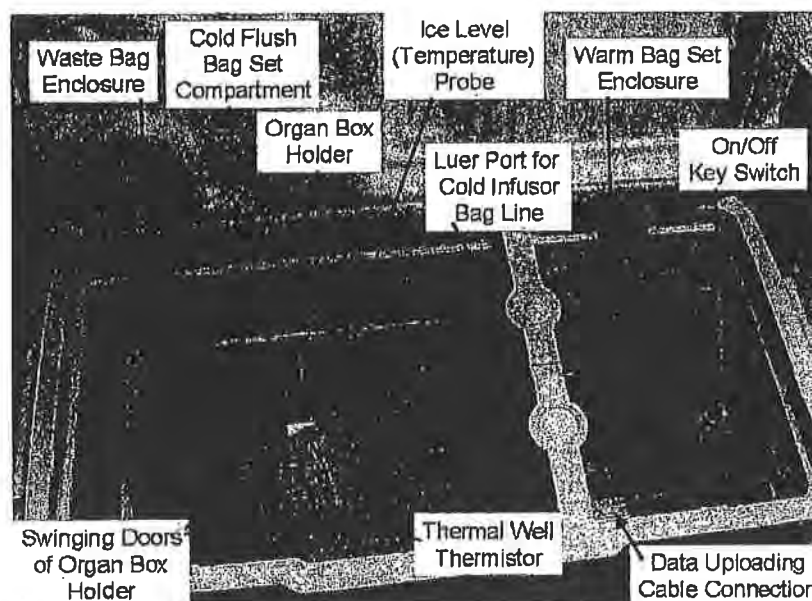 Waste Bag
Enclosure
Cold Flush
Bag Set
Compartment
Ice Level
(Temperature)
Probe
Warm Bag Set
Enclosure
Organ Box
Holder
Luer Port for
Cold Infusor
Bag Line
On/Off
Key Switch
Swinging Doors
of Organ Box
Holder
Thermal Well
Thermistor
Data Uploading
Cable Connection